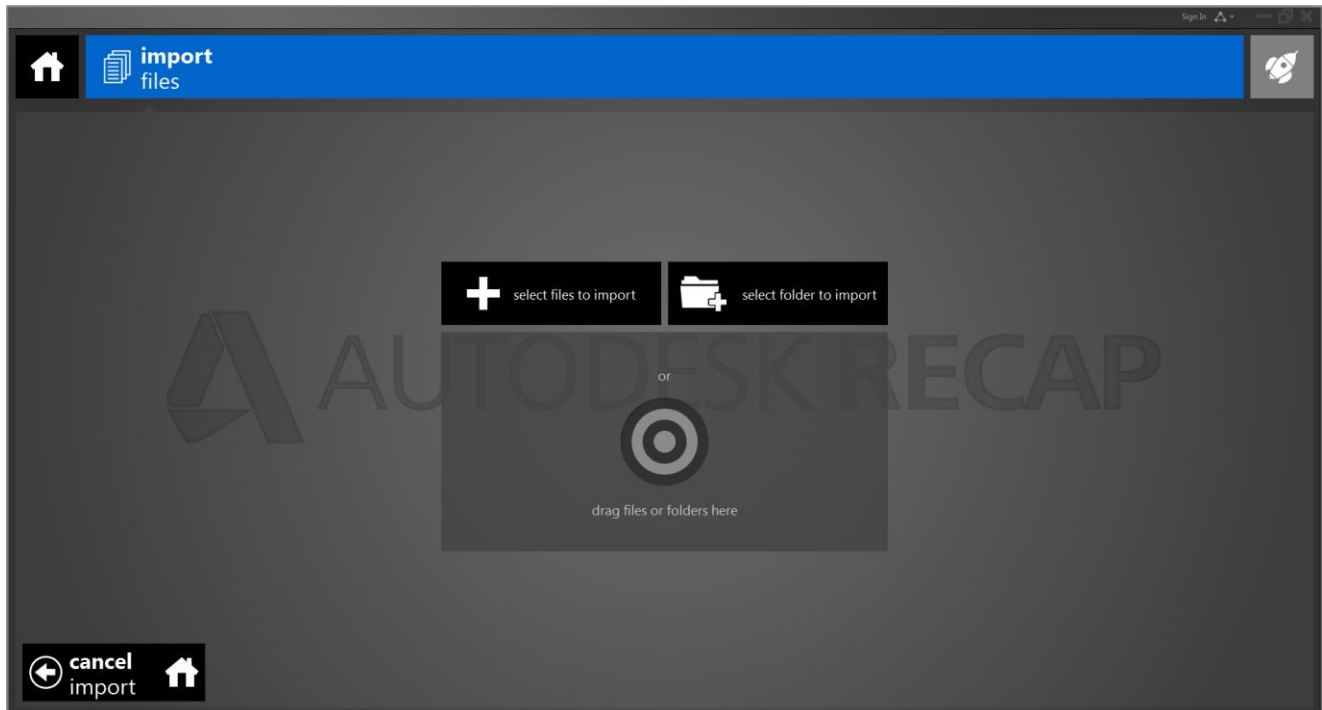 Sign In
import
files
select files to import
select folder to import
AUTODESK RECAP
or
drag files or folders here
cancel
import